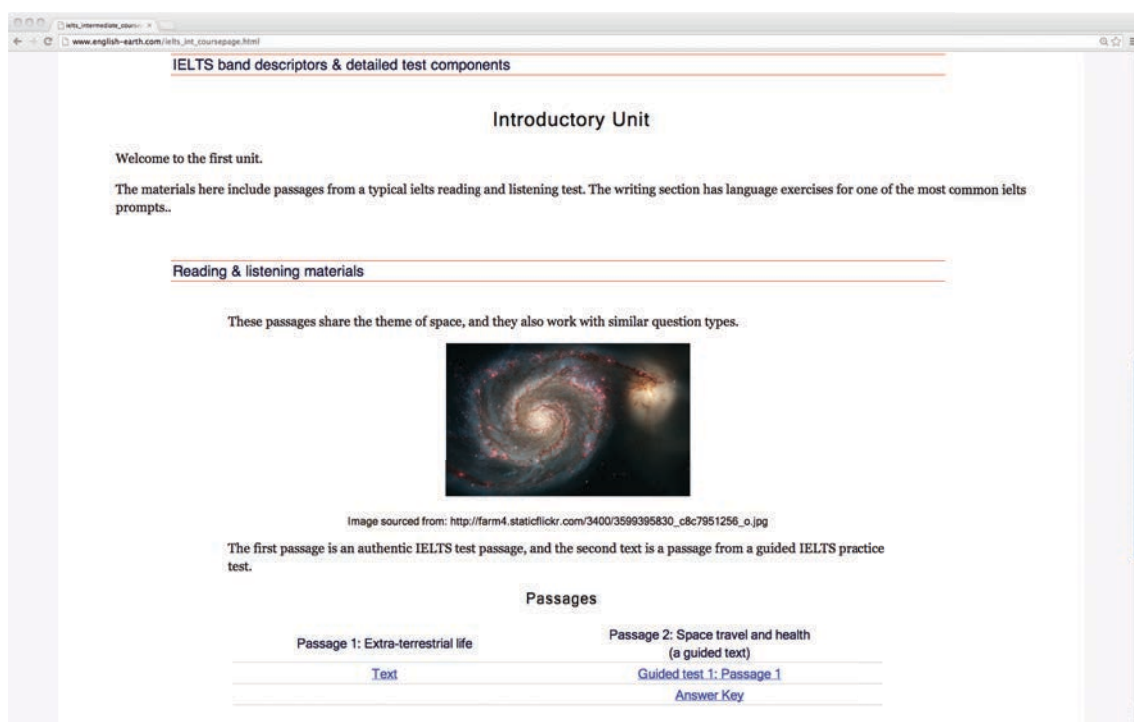 ielts_intermediate_course
www.english-earth.com/ielts_int_coursepage.html
IELTS band descriptors & detailed test components
Introductory Unit
Welcome to the first unit.
The materials here include passages from a typical ielts reading and listening test. The writing section has language exercises for one of the most common ielts
prompts..
Reading & listening materials
These passages share the theme of space, and they also work with similar question types.
Image sourced from: http://farm4.staticflickr.com/3400/3599395830_c8c7951256_o.jpg
The first passage is an authentic IELTS test passage, and the second text is a passage from a guided IELTS practice
test.
Passages
Passage 1: Extra-terrestrial life
Passage 2: Space travel and health
(a guided text)
Text
Guided test 1: Passage 1
Answer Key